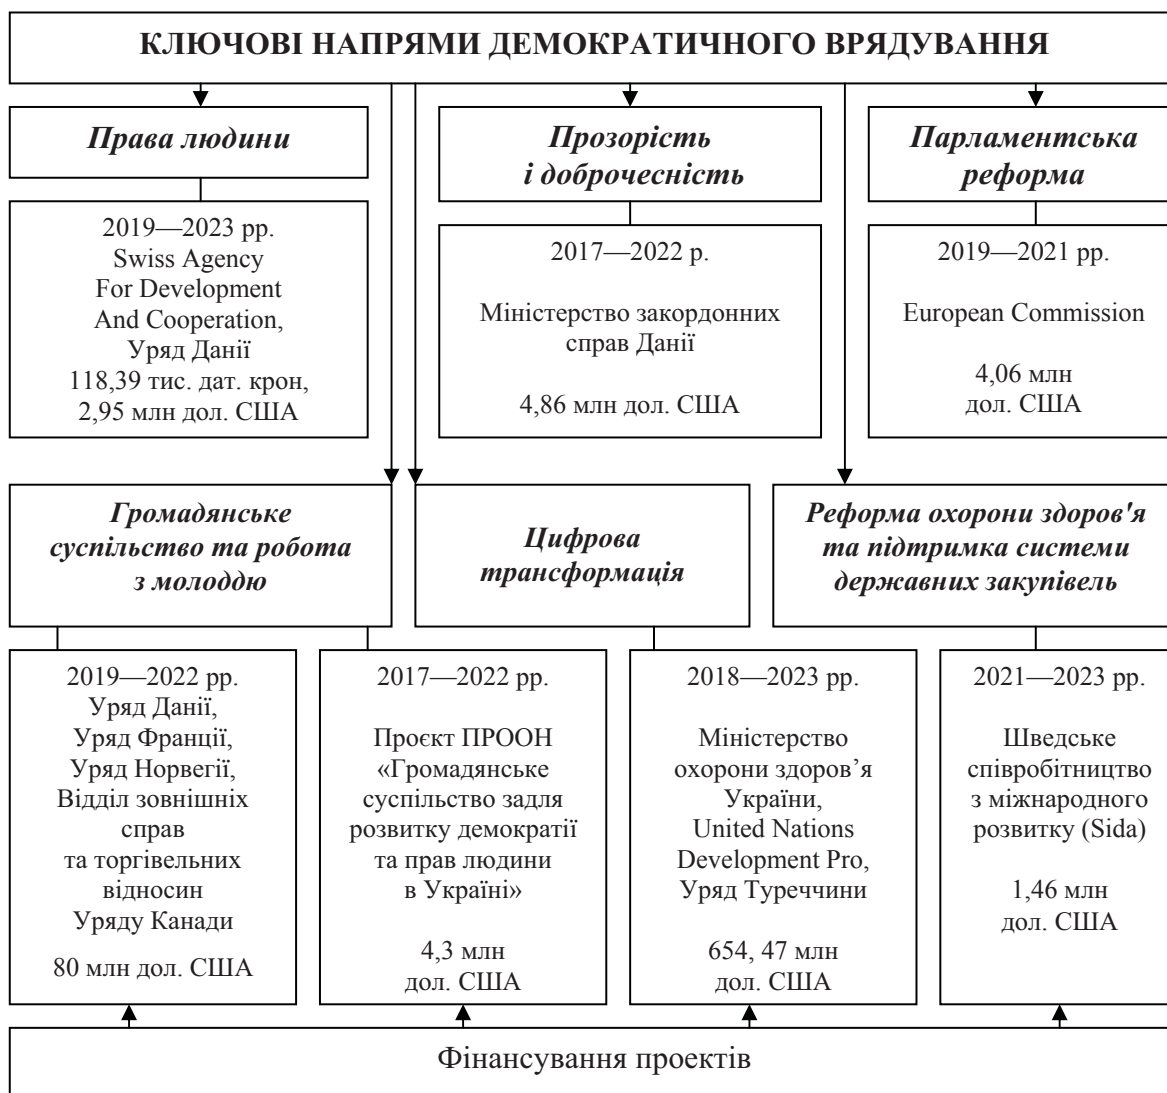 КЛЮЧОВІ НАПРЯМИ ДЕМОКРАТИЧНОГО ВРЯДУВАННЯ
Права людини
Прозорість
і доброчесність
Парламентська
реформа
2019—2023 рр.
Swiss Agency
For Development
And Cooperation,
Уряд Данії
118,39 тис. дат. крон,
2,95 млн дол. США
2017—2022 р.
Міністерство закордонних
справ Данії
4,86 млн дол. США
2019—2021 рр.
European Commission
4,06 млн
дол. США
Громадянське
суспільство та робота
з молоддю
Цифрова
трансформація
Реформа охорони здоров'я
та підтримка системи
державних закупівель
2019—2022 рр.
Уряд Данії,
Уряд Франції,
Уряд Норвегії,
Відділ зовнішніх
справ
та торгівельних
відносин
Уряду Канади
80 млн дол. США
2017—2022 рр.
Проєкт ПРООН
«Громадянське
суспільство задля
розвитку демократії
та прав людини
в Україні»
4,3 млн
дол. США
2018—2023 рр.
Міністерство
охорони здоров’я
України,
United Nations
Development Pro,
Уряд Туреччини
654, 47 млн
дол. США
2021—2023 рр.
Шведське
співробітництво
з міжнародного
розвитку (Sida)
1,46 млн
дол. США
Фінансування проектів